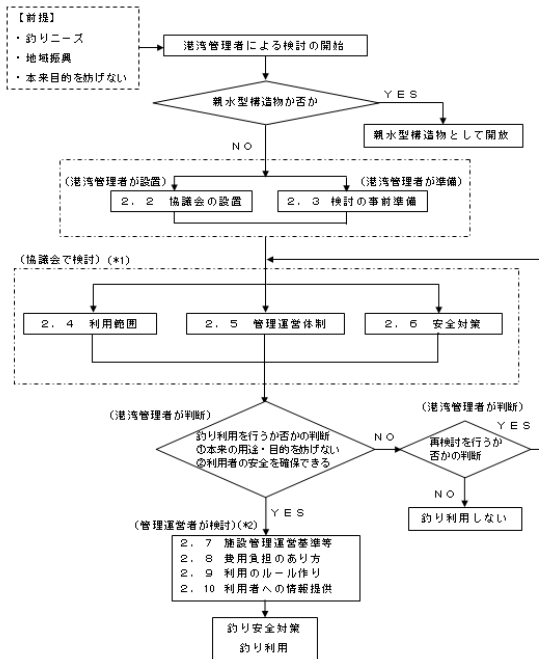 【前提】
・釣りニーズ
・地域振興
・本来目的を妨げない
港湾管理者による検討の開始
親水型構造物か否か
YES
親水型構造物として開放
NO
(港湾管理者が設置)
(港湾管理者が準備)
2.2 協議会の設置
2.3 検討の事前準備
(協議会で検討)(*1)
2.4 利用範囲
2.5 管理運営体制
2.6 安全対策
(港湾管理者が判断)
釣り利用を行うか否かの判断
①本来の用途・目的を妨げない
②利用者の安全を確保できる
NO
(港湾管理者が判断)
再検討を行うか
否かの判断
YES
NO
釣り利用しない
YES
(管理運営者が検討)(*2)
2.7 施設管理運営基準等
2.8 費用負担のあり方
2.9 利用のルール作り
2.10 利用者への情報提供
釣り安全対策
釣り利用